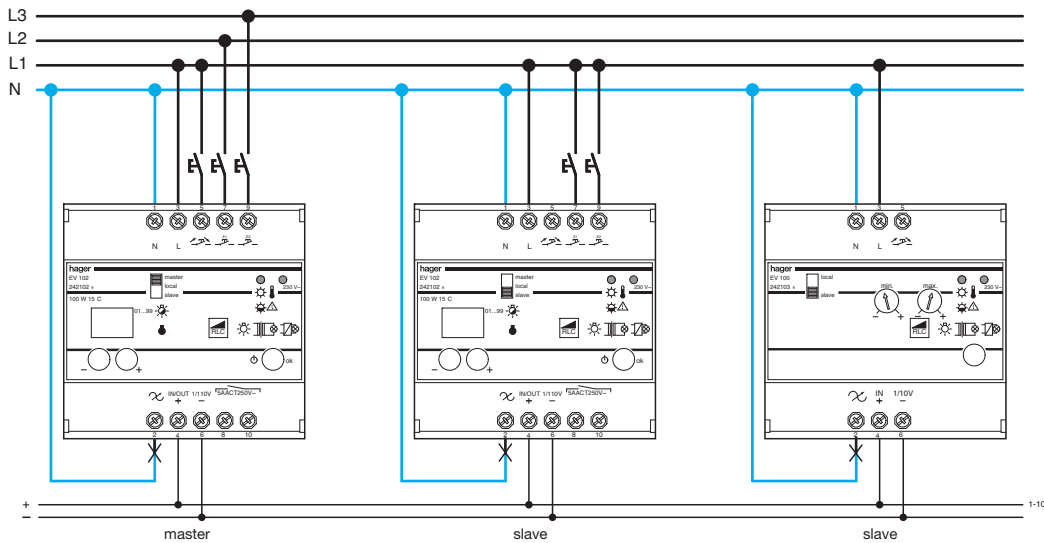 L3
L2
L1
N
1 3 5 7 9
N L
hager
EV 102
242102 s
100 W 15 C
master
local
slave
230 V~
01...99
RLC
- +
ok
IN/OUT 1/110V 5AACT250V~
+ -
2 4 6 8 10
1 3 5 7 9
N L
hager
EV 102
242102 s
100 W 15 C
master
local
slave
230 V~
01...99
RLC
- +
ok
IN/OUT 1/110V 5AACT250V~
+ -
2 4 6 8 10
1 3 5
N L
hager
EV 100
242103 s
local
slave
min. max.
- + - +
230 V~
RLC
IN 1/10V
+ -
2 4 6
+
-
1-10
master slave slave